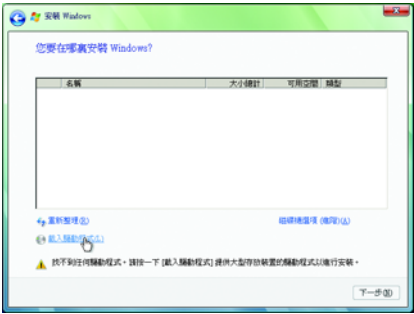 安裝 Windows
您要在哪裏安裝 Windows?
名稱 大小總計 可用空間 類型
重新整理(R)
磁碟機選項 (進階)(A)
載入驅動程式(L)
找不到任何驅動程式。請按一下 [載入驅動程式] 提供大型存放裝置的驅動程式以進行安裝。
下一步(N)